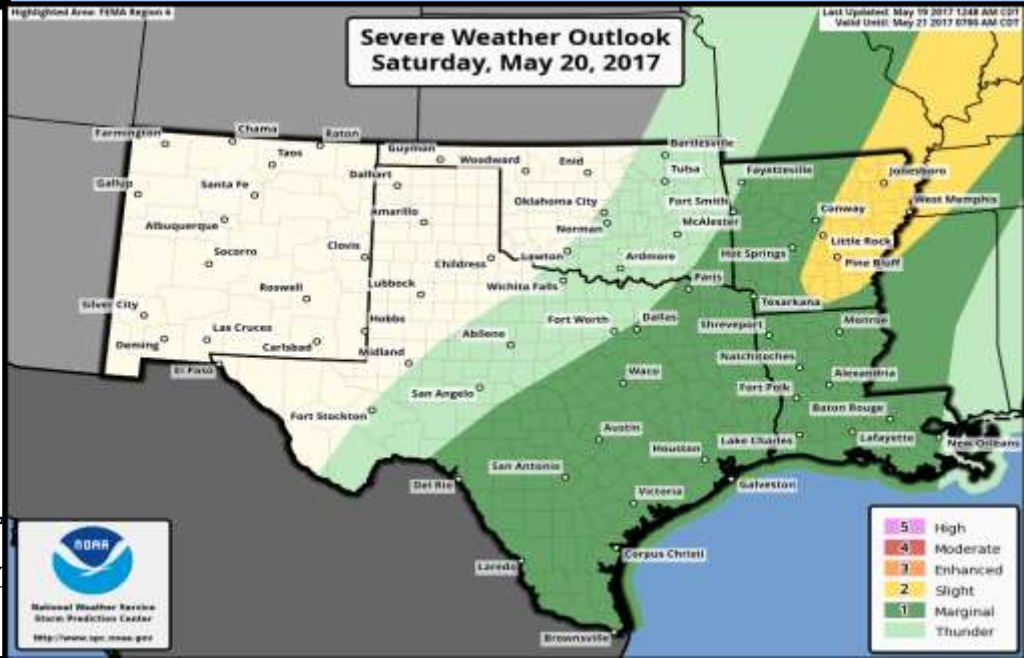 Highlighted Area: FEMA Region 6
Last Updated: May 19 2017 1248 AM CDT
Valid Until: May 21 2017 0700 AM CDT
Severe Weather Outlook
Saturday, May 20, 2017
Farmington
Chama
Raton
Taos
Guymon
Woodward
Enid
Bartlesville
Tulsa
Fayetteville
Jonesboro
Gallup
Santa Fe
Dalhart
Oklahoma City
Fort Smith
West Memphis
Albuquerque
Amarillo
Norman
McAlester
Conway
Socorro
Clovis
Childress
Lawton
Ardmore
Hot Springs
Little Rock
Pine Bluff
Roswell
Lubbock
Wichita Falls
Paris
Texarkana
Silver City
Las Cruces
Hobbs
Abilene
Fort Worth
Dallas
Shreveport
Monroe
Deming
Carlsbad
Midland
Natchitoches
El Paso
San Angelo
Waco
Fort Polk
Alexandria
Fort Stockton
Austin
Baton Rouge
Houston
Lake Charles
Lafayette
New Orleans
Del Rio
San Antonio
Victoria
Galveston
Laredo
Corpus Christi
Brownsville
NOAA
National Weather Service
Storm Prediction Center
http://www.spc.noaa.gov
5 High
4 Moderate
3 Enhanced
2 Slight
1 Marginal
Thunder